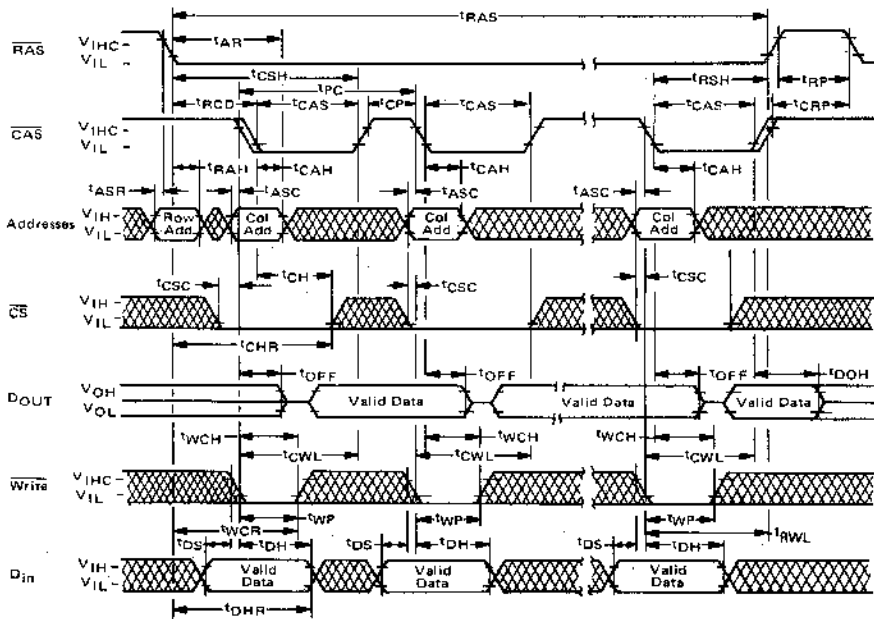 tRAS
RAS VIHC VIL tAR
tCSH tRSH tRP
tPC
tRCD tCAS tCP tCAS tCAS tCRP
CAS VIHC VIL
tRAH tCAH tCAH tCAH
tASR tASC tASC tASC
Addresses VIH VIL Row Add Col Add Col Add Col Add
tCSC tCH tCSC tCSC
CS VIH VIL
tCHR
tOFF tOFF tOFF tDOH
DOUT VOH VOL Valid Data Valid Data Valid Data Valid Data
tWCH tWCH tWCH
tCWL tCWL tCWL
Write VIHC VIL
tWP tWP tWP
tWCR tRWL
tDS tDH tDS tDH tDS tDH
Din VIH VIL Valid Data Valid Data Valid Data
tDHR